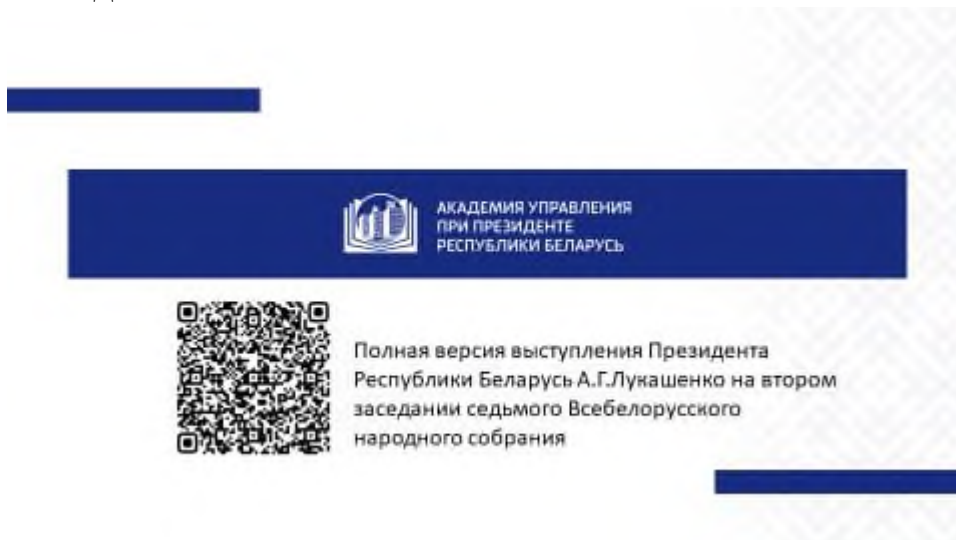 АКАДЕМИЯ УПРАВЛЕНИЯ
ПРИ ПРЕЗИДЕНТЕ
РЕСПУБЛИКИ БЕЛАРУСЬ
Полная версия выступления Президента
Республики Беларусь А.Г.Лукашенко на втором
заседании седьмого Всебелорусского
народного собрания